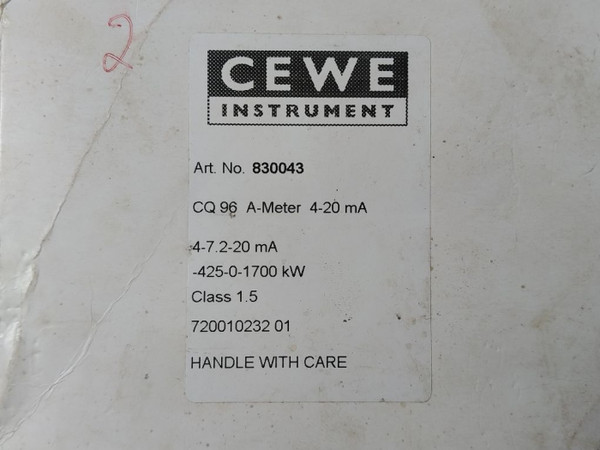 2
CEWE
INSTRUMENT
Art. No. 830043
CQ 96 A-Meter 4-20 mA
4-7.2-20 mA
-425-0-1700 kW
Class 1.5
720010232 01
HANDLE WITH CARE